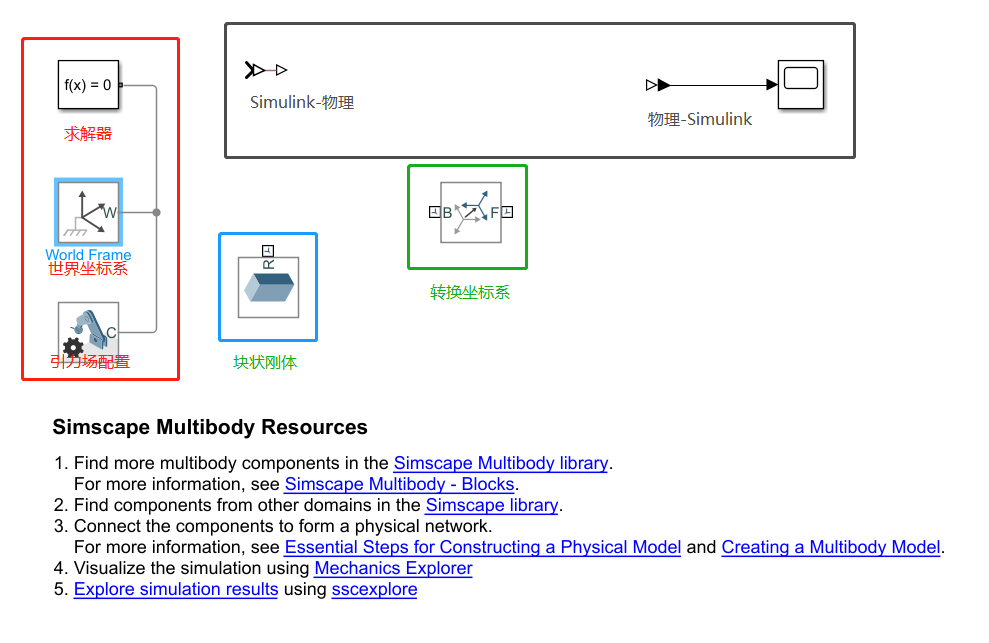 f(x) = 0
求解器
W
World Frame
世界坐标系
C
引力场配置
Simulink-物理
物理-Simulink
R
块状刚体
B
F
转换坐标系
Simscape Multibody Resources
1. Find more multibody components in the Simscape Multibody library.
For more information, see Simscape Multibody - Blocks.
2. Find components from other domains in the Simscape library.
3. Connect the components to form a physical network.
For more information, see Essential Steps for Constructing a Physical Model and Creating a Multibody Model.
4. Visualize the simulation using Mechanics Explorer
5. Explore simulation results using sscexplore